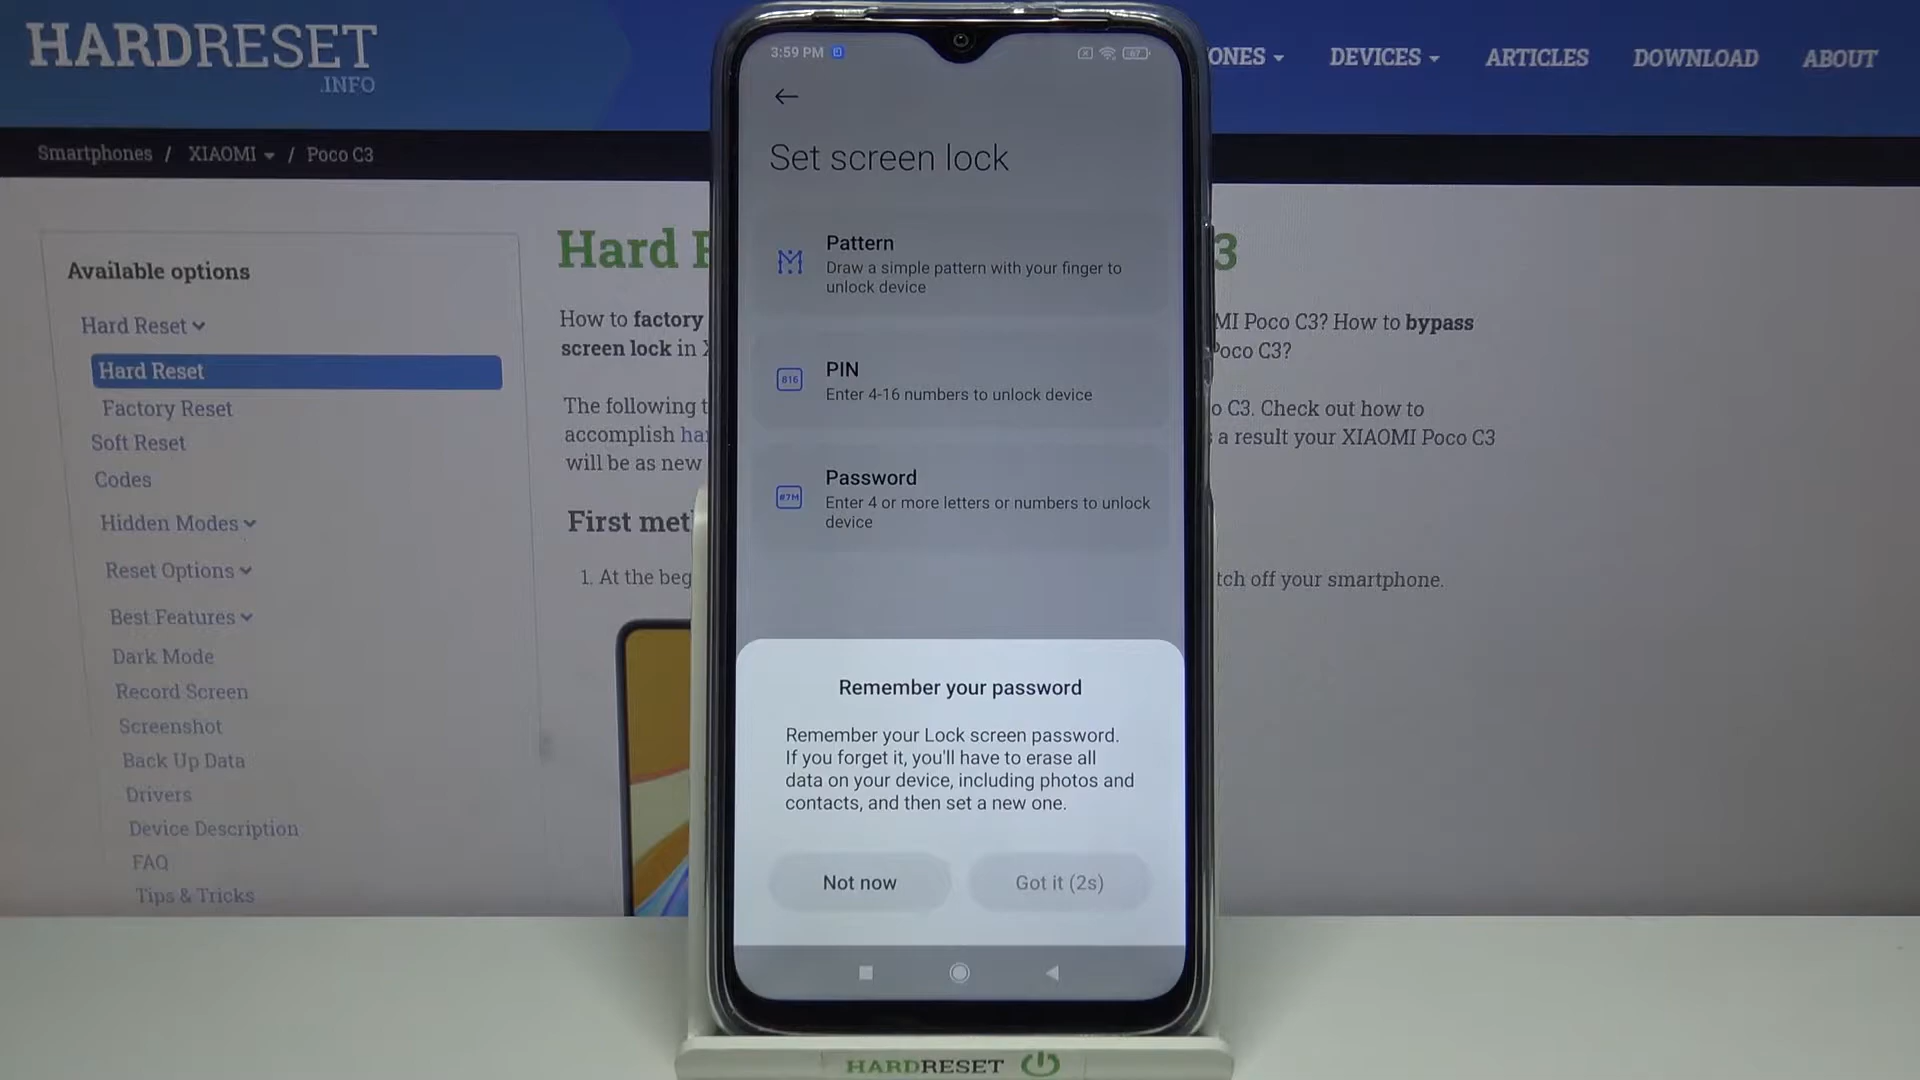 HARDRESET
.INFO
ONES
DEVICES
ARTICLES
DOWNLOAD
ABOUT
Smartphones / XIAOMI / Poco C3
Available options
Hard Reset
Hard Reset
Factory Reset
Soft Reset
Codes
Hidden Modes
Reset Options
Best Features
Dark Mode
Record Screen
Screenshot
Back Up Data
Drivers
Device Description
FAQ
Tips & Tricks
Hard
3
How to factory
MI Poco C3? How to bypass
screen lock in
Poco C3?
The following
o C3. Check out how to
accomplish
a result your XIAOMI Poco C3
will be as new
First
1. At the beg
tch off your smartphone.
3:59 PM
67
Set screen lock
Pattern
Draw a simple pattern with your finger to
unlock device
816
PIN
Enter 4-16 numbers to unlock device
#7M
Password
Enter 4 or more letters or numbers to unlock
device
Remember your password
Remember your Lock screen password.
If you forget it, you'll have to erase all
data on your device, including photos and
contacts, and then set a new one.
Not now
Got it (2s)
HARDRESET